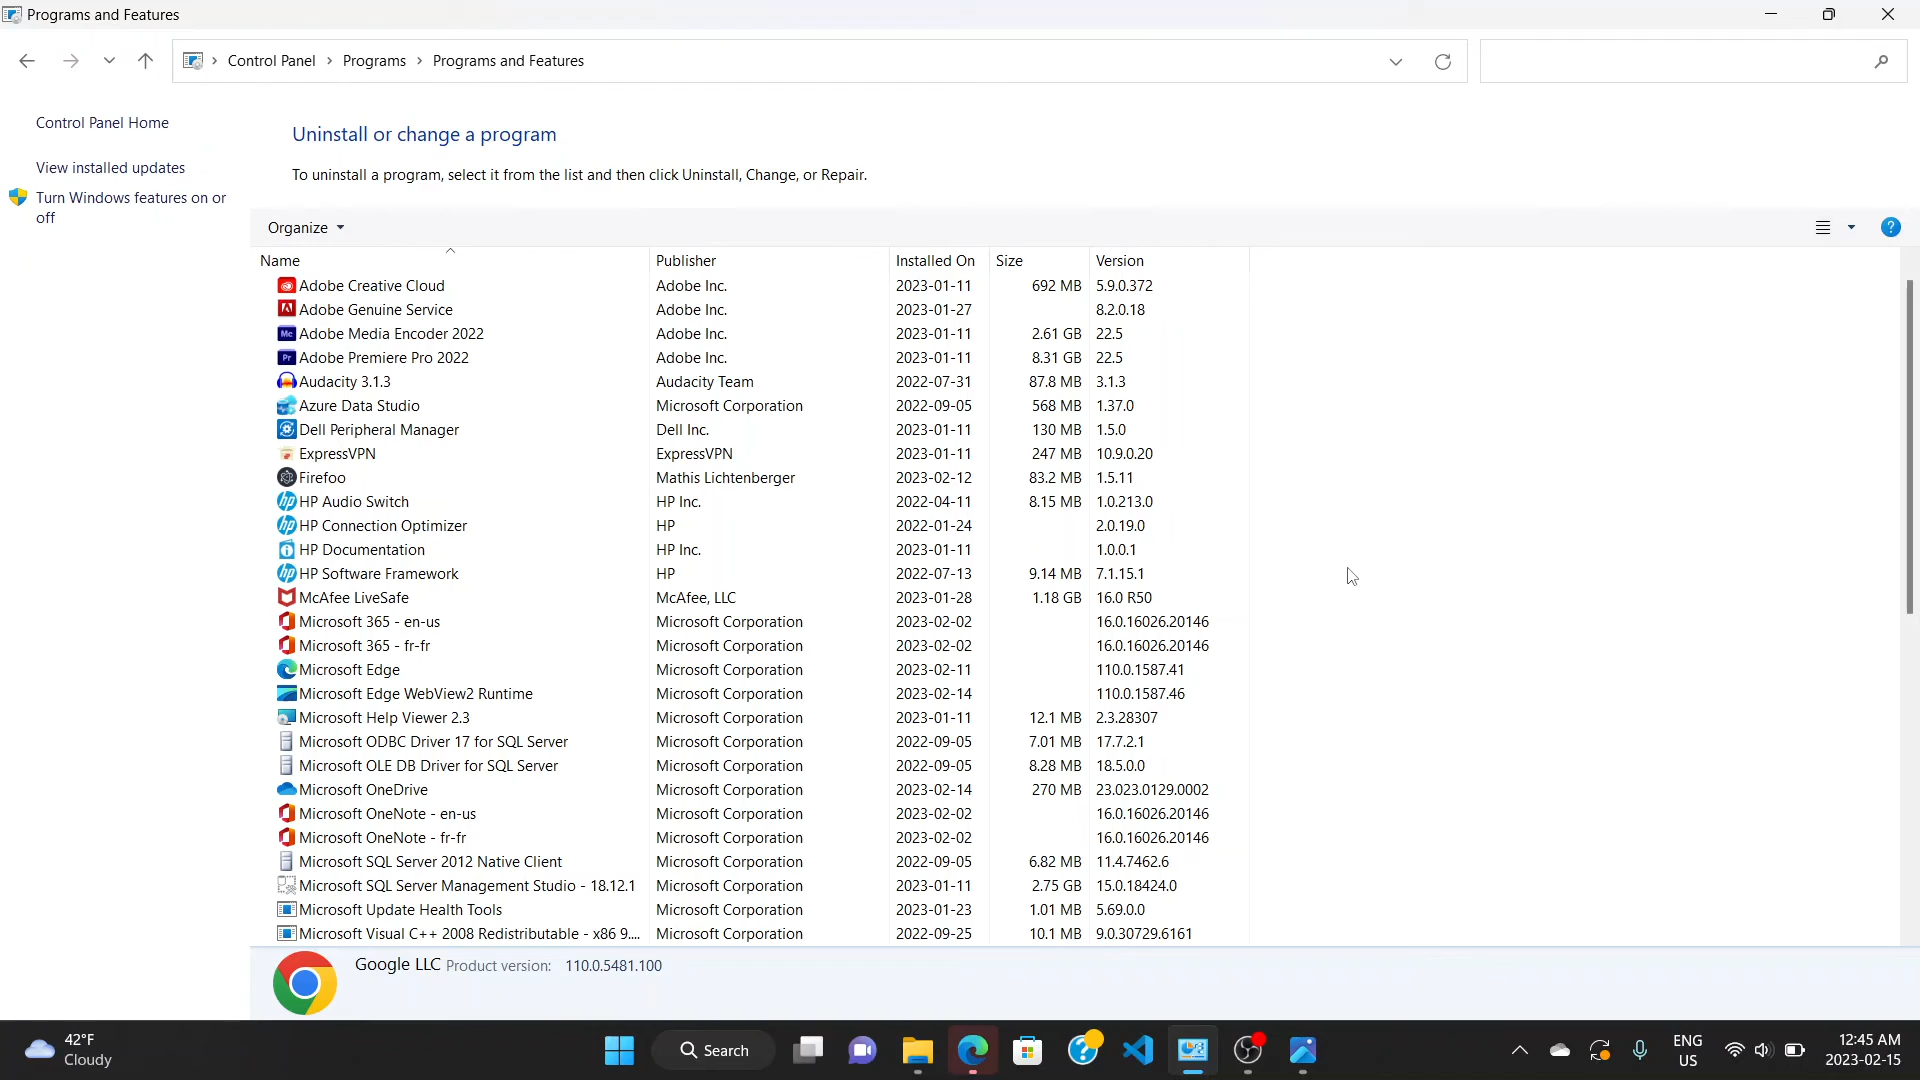 Programs and Features
Control Panel > Programs > Programs and Features
Control Panel Home
View installed updates
Turn Windows features on or
off
Uninstall or change a program
To uninstall a program, select it from the list and then click Uninstall, Change, or Repair.
Organize
Name Publisher Installed On Size Version
Adobe Creative Cloud Adobe Inc. 2023-01-11 692 MB 5.9.0.372
Adobe Genuine Service Adobe Inc. 2023-01-27 8.2.0.18
Adobe Media Encoder 2022 Adobe Inc. 2023-01-11 2.61 GB 22.5
Adobe Premiere Pro 2022 Adobe Inc. 2023-01-11 8.31 GB 22.5
Audacity 3.1.3 Audacity Team 2022-07-31 87.8 MB 3.1.3
Azure Data Studio Microsoft Corporation 2022-09-05 568 MB 1.37.0
Dell Peripheral Manager Dell Inc. 2023-01-11 130 MB 1.5.0
ExpressVPN ExpressVPN 2023-01-11 247 MB 10.9.0.20
Firefoo Mathis Lichtenberger 2023-02-12 83.2 MB 1.5.11
HP Audio Switch HP Inc. 2022-04-11 8.15 MB 1.0.213.0
HP Connection Optimizer HP 2022-01-24 2.0.19.0
HP Documentation HP Inc. 2023-01-11 1.0.0.1
HP Software Framework HP 2022-07-13 9.14 MB 7.1.15.1
McAfee LiveSafe McAfee, LLC 2023-01-28 1.18 GB 16.0 R50
Microsoft 365 - en-us Microsoft Corporation 2023-02-02 16.0.16026.20146
Microsoft 365 - fr-fr Microsoft Corporation 2023-02-02 16.0.16026.20146
Microsoft Edge Microsoft Corporation 2023-02-11 110.0.1587.41
Microsoft Edge WebView2 Runtime Microsoft Corporation 2023-02-14 110.0.1587.46
Microsoft Help Viewer 2.3 Microsoft Corporation 2023-01-11 12.1 MB 2.3.28307
Microsoft ODBC Driver 17 for SQL Server Microsoft Corporation 2022-09-05 7.01 MB 17.7.2.1
Microsoft OLE DB Driver for SQL Server Microsoft Corporation 2022-09-05 8.28 MB 18.5.0.0
Microsoft OneDrive Microsoft Corporation 2023-02-14 270 MB 23.023.0129.0002
Microsoft OneNote - en-us Microsoft Corporation 2023-02-02 16.0.16026.20146
Microsoft OneNote - fr-fr Microsoft Corporation 2023-02-02 16.0.16026.20146
Microsoft SQL Server 2012 Native Client Microsoft Corporation 2022-09-05 6.82 MB 11.4.7462.6
Microsoft SQL Server Management Studio - 18.12.1 Microsoft Corporation 2023-01-11 2.75 GB 15.0.18424.0
Microsoft Update Health Tools Microsoft Corporation 2023-01-23 1.01 MB 5.69.0.0
Microsoft Visual C++ 2008 Redistributable - x86 9.... Microsoft Corporation 2022-09-25 10.1 MB 9.0.30729.6161
Google LLC Product version: 110.0.5481.100
42°F
Cloudy
Search
ENG
US
12:45 AM
2023-02-15